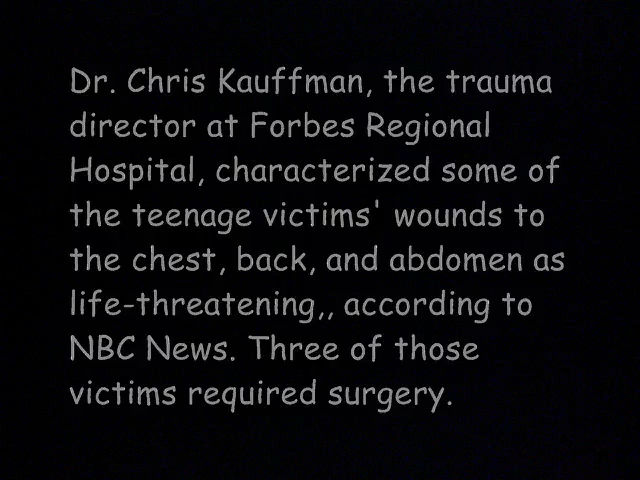 Dr. Chris Kauffman, the trauma
director at Forbes Regional
Hospital, characterized some of
the teenage victims' wounds to
the chest, back, and abdomen as
life-threatening,, according to
NBC News. Three of those
victims required surgery.